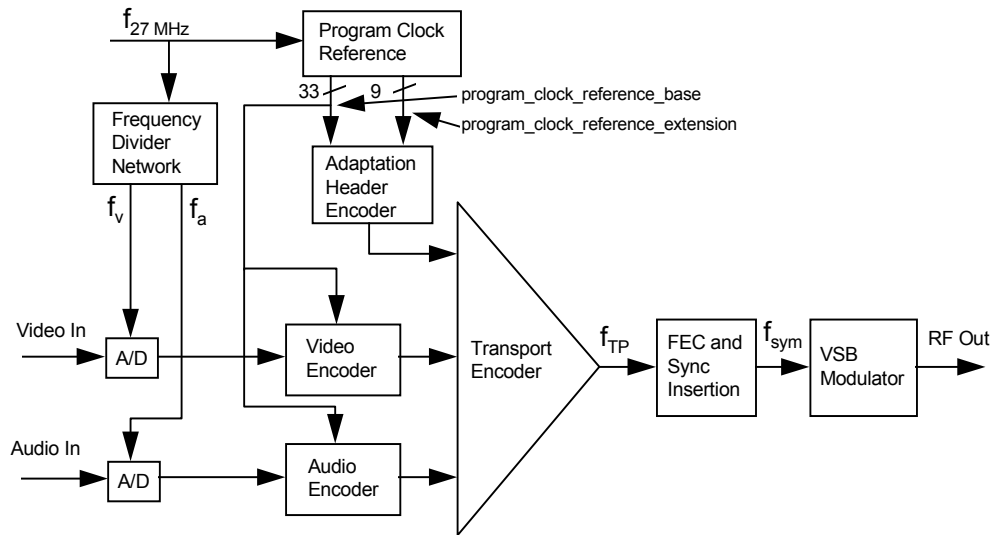 f27 MHz
Program Clock
Reference
33
9
program_clock_reference_base
program_clock_reference_extension
Frequency
Divider
Network
Adaptation
Header
Encoder
fv
fa
Video In
A/D
Video
Encoder
Transport
Encoder
fTP
FEC and
Sync
Insertion
fsym
VSB
Modulator
RF Out
Audio In
A/D
Audio
Encoder